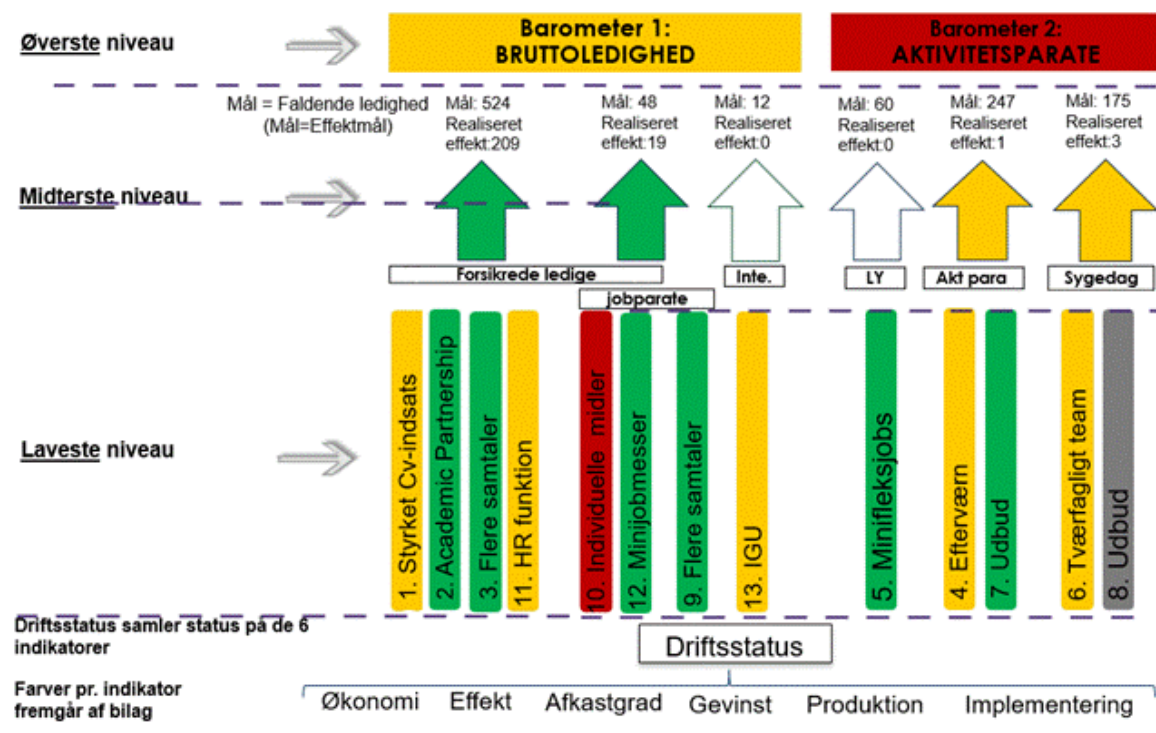 Øverste niveau
Barometer 1:
BRUTTOLEDIGHED
Barometer 2:
AKTIVITETSPARATE
Mål = Faldende ledighed
(Mål=Effektmål)
Mål: 524
Realiseret
effekt:209
Mål: 48
Realiseret
effekt:19
Mål: 12
Realiseret
effekt:0
Mål: 60
Realiseret
effekt:0
Mål: 247
Realiseret
effekt:1
Mål: 175
Realiseret
effekt:3
Midterste niveau
Forsikrede ledige
jobparate
Inte.
LY
Akt para
Sygedag
Laveste niveau
1. Styrket Cv-indsats
2. Academic Partnership
3. Flere samtaler
11. HR funktion
10. Individuelle midler
12. Minijobmesser
9. Flere samtaler
13. IGU
5. Minifleksjobs
4. Efterværn
7. Udbud
6. Tværfagligt team
8. Udbud
Driftsstatus samler status på de 6
indikatorer
Driftsstatus
Farver pr. indikator
fremgår af bilag
Økonomi
Effekt
Afkastgrad
Gevinst
Produktion
Implementering